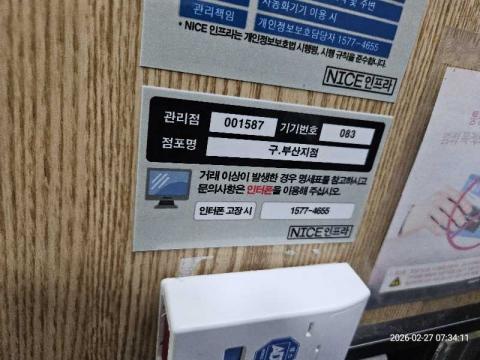 관리책임
자동화기기 이용 시
개인정보보호담당자 1577-4655
* NICE 인프라는 개인정보보호법 시행령, 시행 규칙을 준수합니다.
NICE인프라
관리점 001587 기기번호 083
점포명 구.부산지점
거래 이상이 발생한 경우 명세표를 참고하시고
문의사항은 인터폰을 이용해 주십시오.
인터폰 고장 시 1577-4655
NICE인프라
2026-02-27 07:34:11